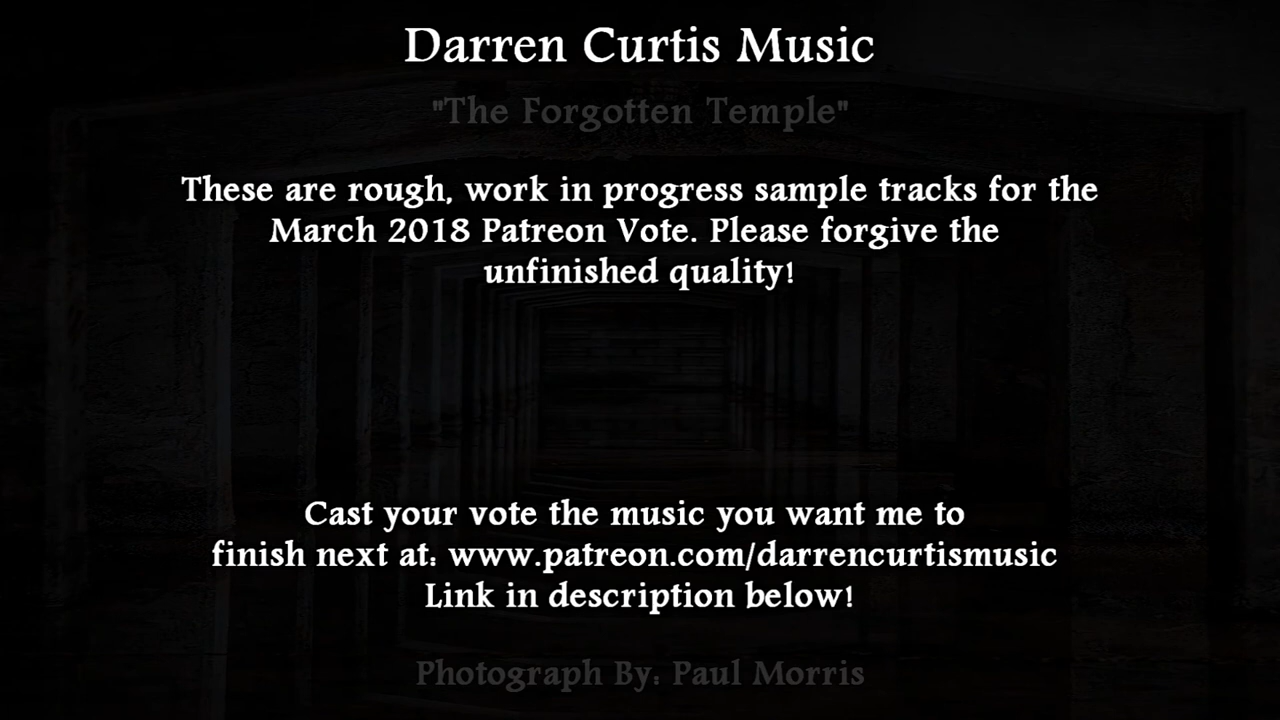 Darren Curtis Music
"The Forgotten Temple"
These are rough, work in progress sample tracks for the
March 2018 Patreon Vote. Please forgive the
unfinished quality!
Cast your vote the music you want me to
finish next at: www.patreon.com/darrencurtismusic
Link in description below!
Photograph By: Paul Morris